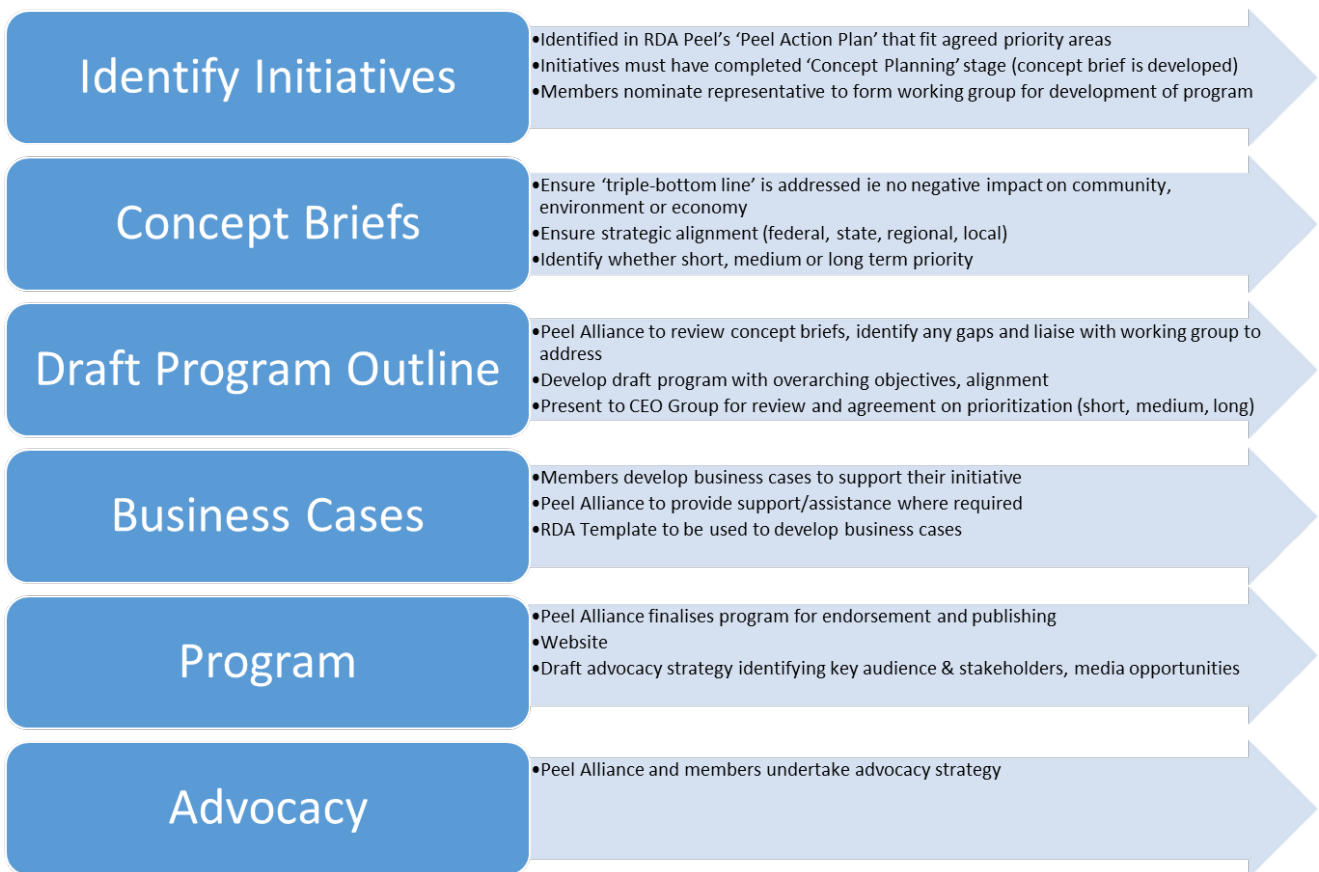 Identify Initiatives
•Identified in RDA Peel's 'Peel Action Plan' that fit agreed priority areas
•Initiatives must have completed 'Concept Planning' stage (concept brief is developed)
•Members nominate representative to form working group for development of program
Concept Briefs
•Ensure 'triple-bottom line' is addressed ie no negative impact on community,
environment or economy
•Ensure strategic alignment (federal, state, regional, local)
•Identify whether short, medium or long term priority
Draft Program Outline
•Peel Alliance to review concept briefs, identify any gaps and liaise with working group to
address
•Develop draft program with overarching objectives, alignment
•Present to CEO Group for review and agreement on prioritization (short, medium, long)
Business Cases
•Members develop business cases to support their initiative
•Peel Alliance to provide support/assistance where required
•RDA Template to be used to develop business cases
Program
•Peel Alliance finalises program for endorsement and publishing
•Website
•Draft advocacy strategy identifying key audience & stakeholders, media opportunities
Advocacy
•Peel Alliance and members undertake advocacy strategy